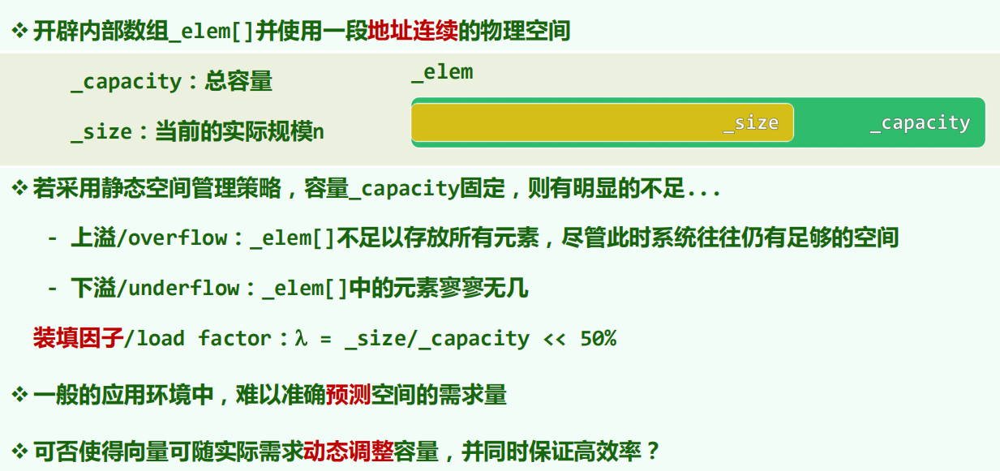 ❖ 开辟内部数组_elem[]并使用一段地址连续的物理空间
_capacity：总容量
_size：当前的实际规模n
_elem
_size
_capacity
❖ 若采用静态空间管理策略，容量_capacity固定，则有明显的不足...
- 上溢/overflow：_elem[]不足以存放所有元素，尽管此时系统往往仍有足够的空间
- 下溢/underflow：_elem[]中的元素寥寥无几
装填因子/load factor：λ = _size/_capacity << 50%
❖ 一般的应用环境中，难以准确预测空间的需求量
❖ 可否使得向量可随实际需求动态调整容量，并同时保证高效率？